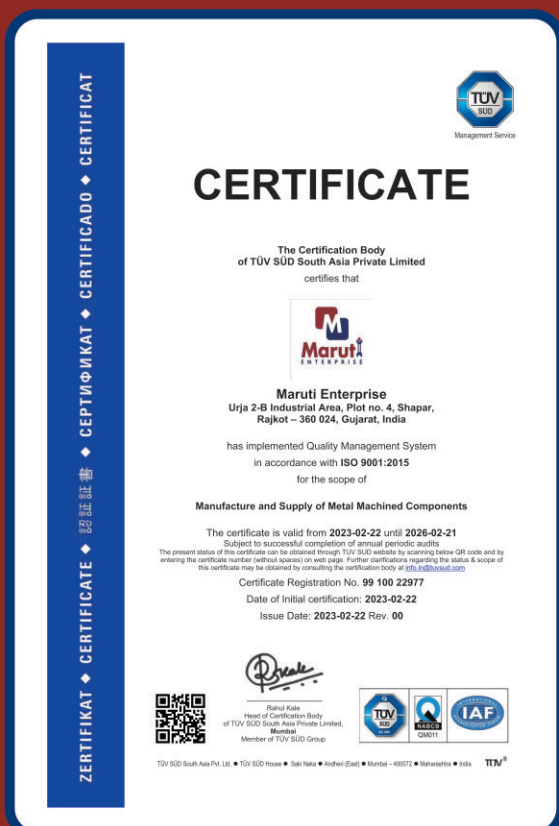 ZERTIFIKAT ◆ CERTIFICATE ◆ 認証証書 ◆ СЕРТИФИКАТ ◆ CERTIFICADO ◆ CERTIFICAT
TÜV
SÜD
Management Service
CERTIFICATE
The Certification Body
of TÜV SÜD South Asia Private Limited
certifies that
Maruti
ENTERPRISE
Maruti Enterprise
Urja 2-B Industrial Area, Plot no. 4, Shapar,
Rajkot – 360 024, Gujarat, India
has implemented Quality Management System
in accordance with ISO 9001:2015
for the scope of
Manufacture and Supply of Metal Machined Components
The certificate is valid from 2023-02-22 until 2026-02-21
Subject to successful completion of annual periodic audits
The present status of this certificate can be obtained through TUV SUD website by scanning below QR code and by
entering the certificate number (without spaces) on web page. Further clarifications regarding the status & scope of
this certificate may be obtained by consulting the certification body at info.in@tuvsud.com
Certificate Registration No. 99 100 22977
Date of Initial certification: 2023-02-22
Issue Date: 2023-02-22 Rev. 00
Rahul Kale
Head of Certification Body
of TÜV SÜD South Asia Private Limited,
Mumbai
Member of TÜV SÜD Group
TÜV
SÜD
NABCB
QM011
IAF
TÜV SÜD South Asia Pvt. Ltd. ● TÜV SÜD House ● Saki Naka ● Andheri (East) ● Mumbai – 400072 ● Maharashtra ● India TÜV®